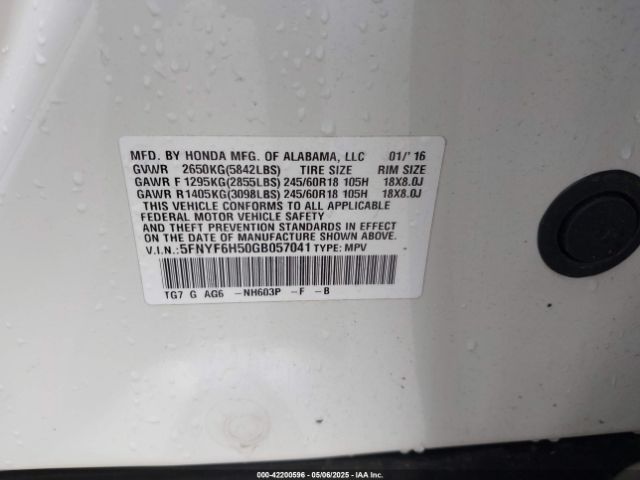 MFD. BY HONDA MFG. OF ALABAMA, LLC 01/'16
GVWR 2650KG(5842LBS) TIRE SIZE RIM SIZE
GAWR F 1295KG(2855LBS) 245/60R18 105H 18X8.0J
GAWR R1405KG(3098LBS) 245/60R18 105H 18X8.0J
THIS VEHICLE CONFORMS TO ALL APPLICABLE
FEDERAL MOTOR VEHICLE SAFETY
AND THEFT PREVENTION STANDARDS IN EFFECT
ON THE DATE OF MANUFACTURE SHOWN ABOVE.
V.I.N.:5FNYF6H50GB057041 TYPE: MPV
TG7 G AG6 -NH603P -F -B
000-42200596 - 05/06/2025 - IAA Inc.